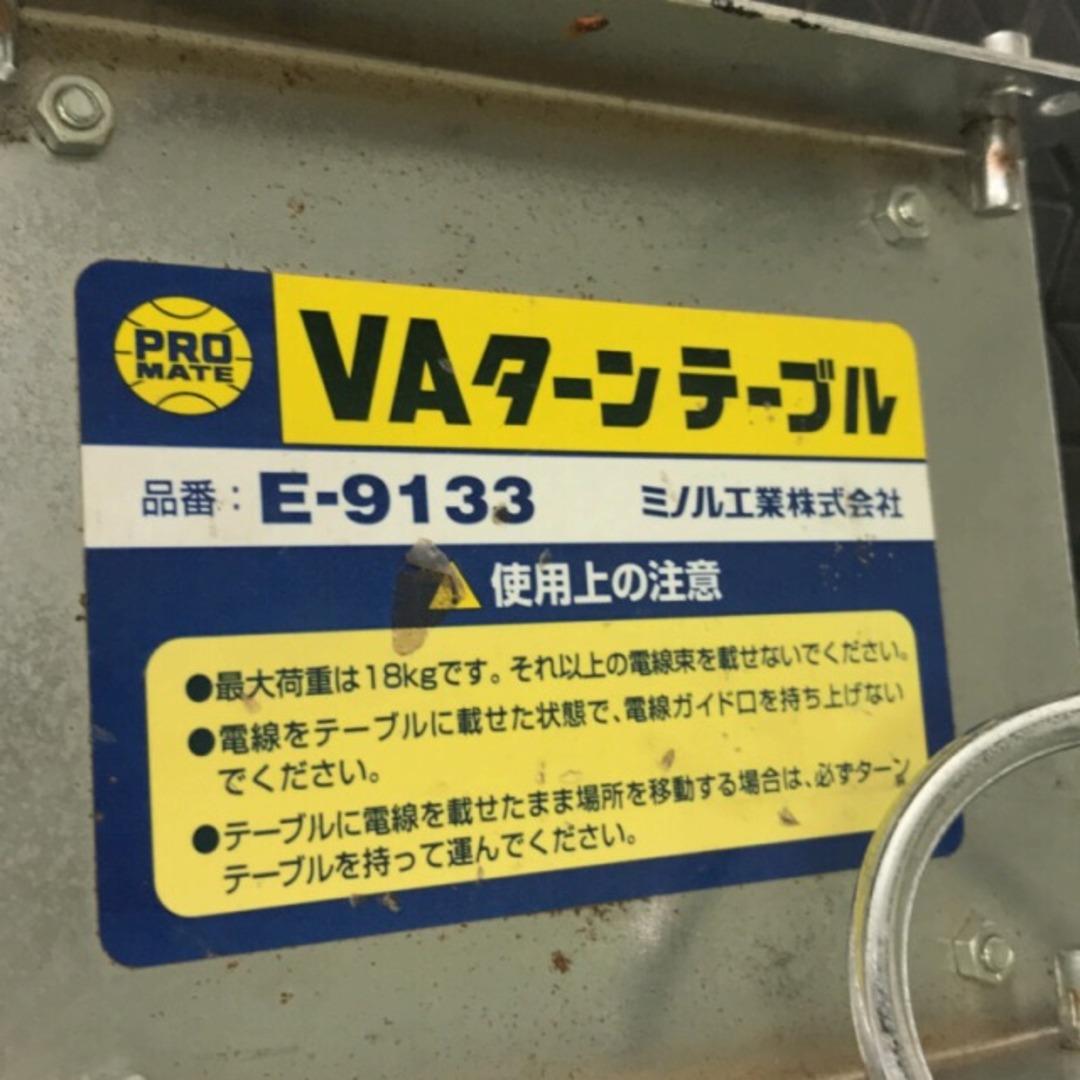 PRO
MATE
VAターンテーブル
品番：E-9133 ミノル工業株式会社
使用上の注意
●最大荷重は18kgです。それ以上の電線束を載せないでください。
●電線をテーブルに載せた状態で、電線ガイド口を持ち上げない
でください。
●テーブルに電線を載せたまま場所を移動する場合は、必ずターン
テーブルを持って運んでください。